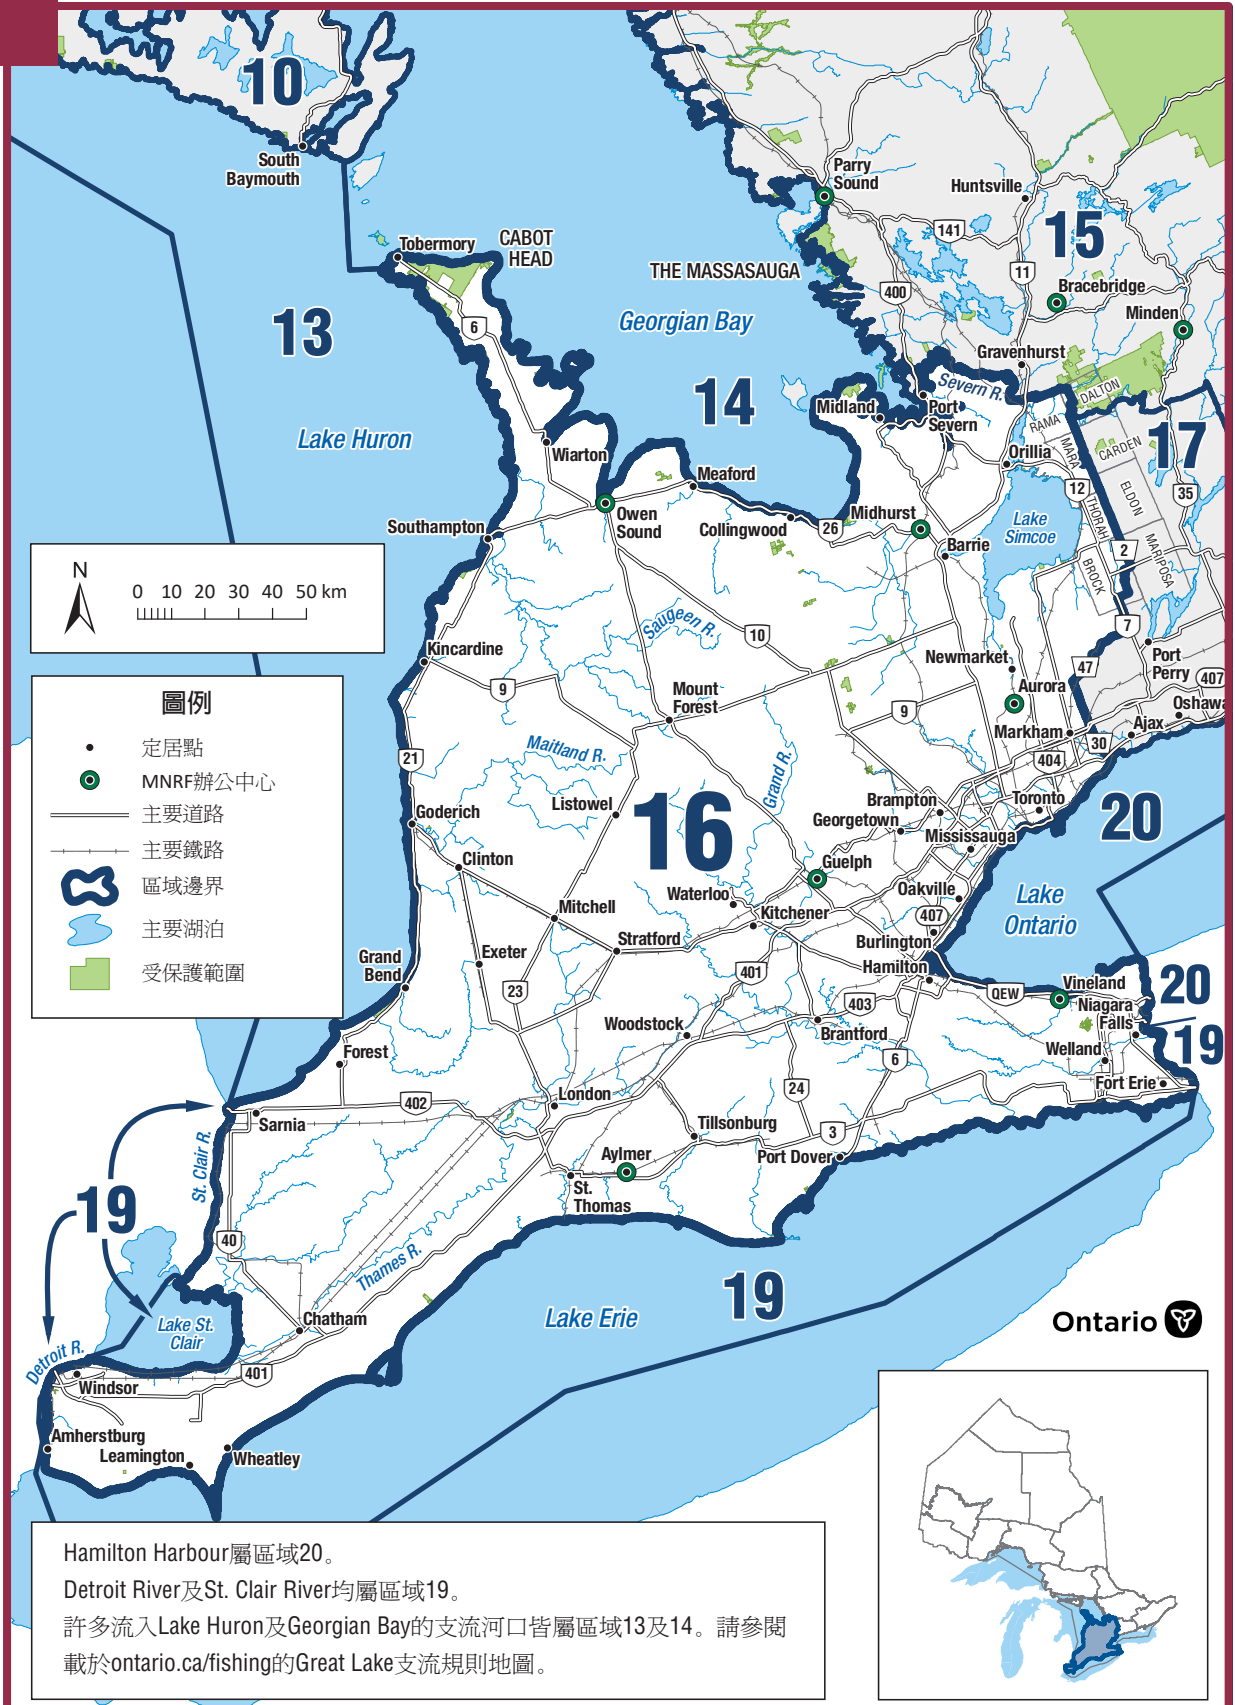 10
South
Baymouth
Parry
Sound
Huntsville
141
15
Tobermory
CABOT
HEAD
THE MASSASAUGA
11
400
Bracebridge
Minden
13
6
Georgian Bay
Gravenhurst
14
Severn R.
DALTON
Midland
Port
Severn
RAMA
MARA
CARDEN
17
Lake Huron
Wiarton
Orillia
Meaford
12
35
ELDON
THORAH
Owen
Sound
Southampton
Collingwood
26
Midhurst
Lake
Simcoe
Barrie
2
MARIPOSA
BROCK
N
0 10 20 30 40 50 km
Saugeen R.
10
7
Kincardine
Newmarket
47
Port
Perry
407
9
Mount
Forest
Aurora
Oshawa
圖例
定居點
MNRF辦公中心
主要道路
主要鐵路
區域邊界
主要湖泊
受保護範圍
9
Markham
Ajax
30
21
Maitland R.
404
Grand R.
Listowel
16
Brampton
Toronto
20
Goderich
Georgetown
Mississauga
Clinton
Guelph
Waterloo
Oakville
Lake
Ontario
Mitchell
Kitchener
407
Stratford
Burlington
Grand
Bend
Exeter
401
Hamilton
Vineland
20
23
403
QEW
Niagara
Falls
Woodstock
Brantford
19
Forest
6
Welland
24
Fort Erie
London
402
Sarnia
Tillsonburg
3
St. Clair R.
Aylmer
Port Dover
St.
Thomas
19
40
Thames R.
19
Lake Erie
Chatham
Lake St.
Clair
Ontario
Detroit R.
401
Windsor
Amherstburg
Leamington
Wheatley
Hamilton Harbour屬區域20。
Detroit River及St. Clair River均屬區域19。
許多流入Lake Huron及Georgian Bay的支流河口皆屬區域13及14。請參閱
載於ontario.ca/fishing的Great Lake支流規則地圖。